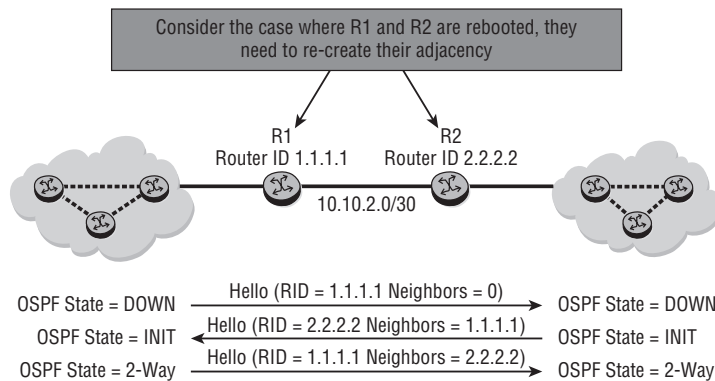 Consider the case where R1 and R2 are rebooted, they
need to re-create their adjacency
R1
Router ID 1.1.1.1
R2
Router ID 2.2.2.2
10.10.2.0/30
OSPF State = DOWN
Hello (RID = 1.1.1.1 Neighbors = 0)
OSPF State = DOWN
OSPF State = INIT
Hello (RID = 2.2.2.2 Neighbors = 1.1.1.1)
OSPF State = INIT
OSPF State = 2-Way
Hello (RID = 1.1.1.1 Neighbors = 2.2.2.2)
OSPF State = 2-Way